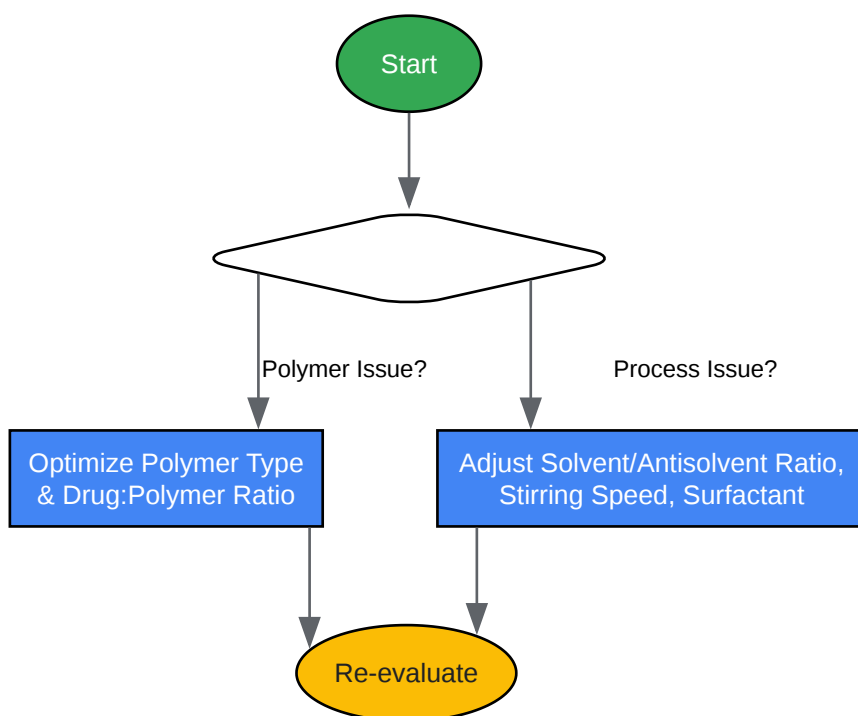 Start
Polymer Issue?
Process Issue?
Optimize Polymer Type
& Drug:Polymer Ratio
Adjust Solvent/Antisolvent Ratio,
Stirring Speed, Surfactant
Re-evaluate